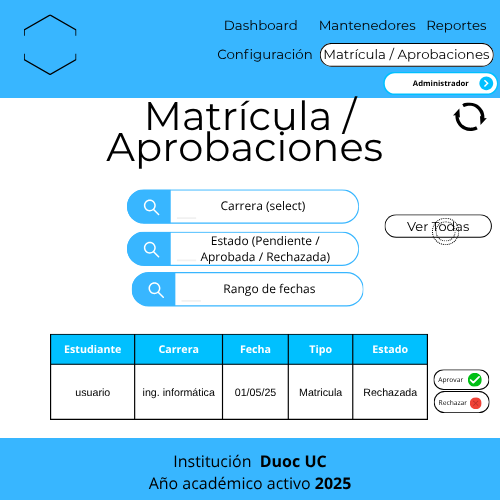 Dashboard Mantenedores Reportes
Configuración Matrícula / Aprobaciones
Administrador
Matrícula /
Aprobaciones
Carrera (select)
Ver Todas
Estado (Pendiente /
Aprobada / Rechazada)
Rango de fechas
Estudiante Carrera Fecha Tipo Estado
usuario ing. informática 01/05/25 Matricula Rechazada
Aprovar
Rechazar
Institución Duoc UC
Año académico activo 2025